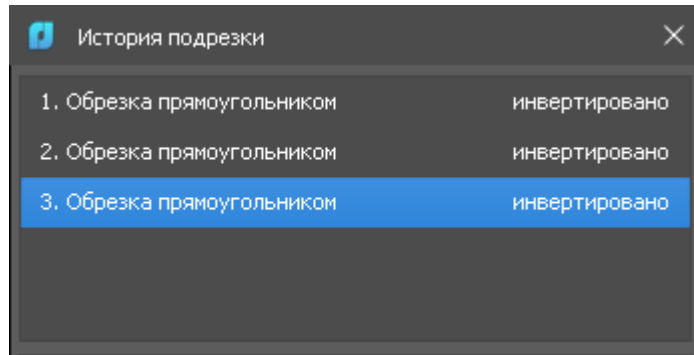 История подрезки
1. Обрезка прямоугольником инвертировано
2. Обрезка прямоугольником инвертировано
3. Обрезка прямоугольником инвертировано